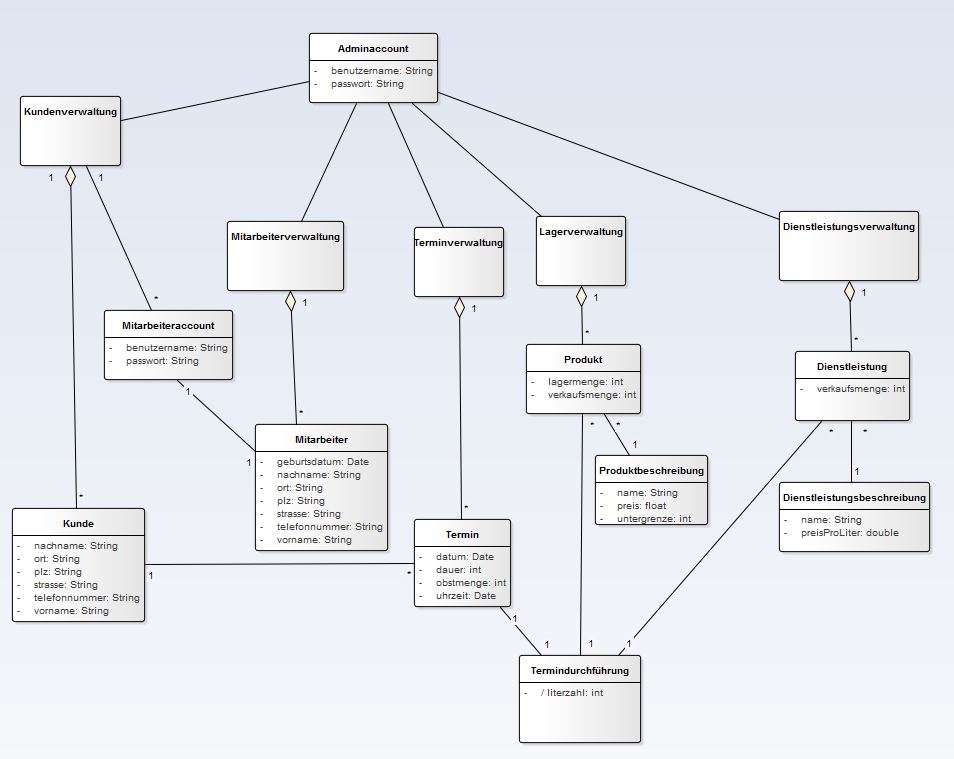 Adminaccount
- benutzername: String
- passwort: String
Kundenverwaltung
1
1
Mitarbeiterverwaltung
1
Terminverwaltung
1
Lagerverwaltung
1
Dienstleistungsverwaltung
1
*
Mitarbeiteraccount
- benutzername: String
- passwort: String
1
*
Produkt
- lagermenge: int
- verkaufsmenge: int
*
*
*
Dienstleistung
- verkaufsmenge: int
*
*
*
Mitarbeiter
- geburtsdatum: Date
- nachname: String
- ort: String
- plz: String
- strasse: String
- telefonnummer: String
- vorname: String
1
1
Produktbeschreibung
- name: String
- preis: float
- untergrenze: int
1
Dienstleistungsbeschreibung
- name: String
- preisProLiter: double
*
Kunde
- nachname: String
- ort: String
- plz: String
- strasse: String
- telefonnummer: String
- vorname: String
1
*
Termin
- datum: Date
- dauer: int
- obstmenge: int
- uhrzeit: Date
*
1
1
1
1
Termindurchführung
- / literzahl: int